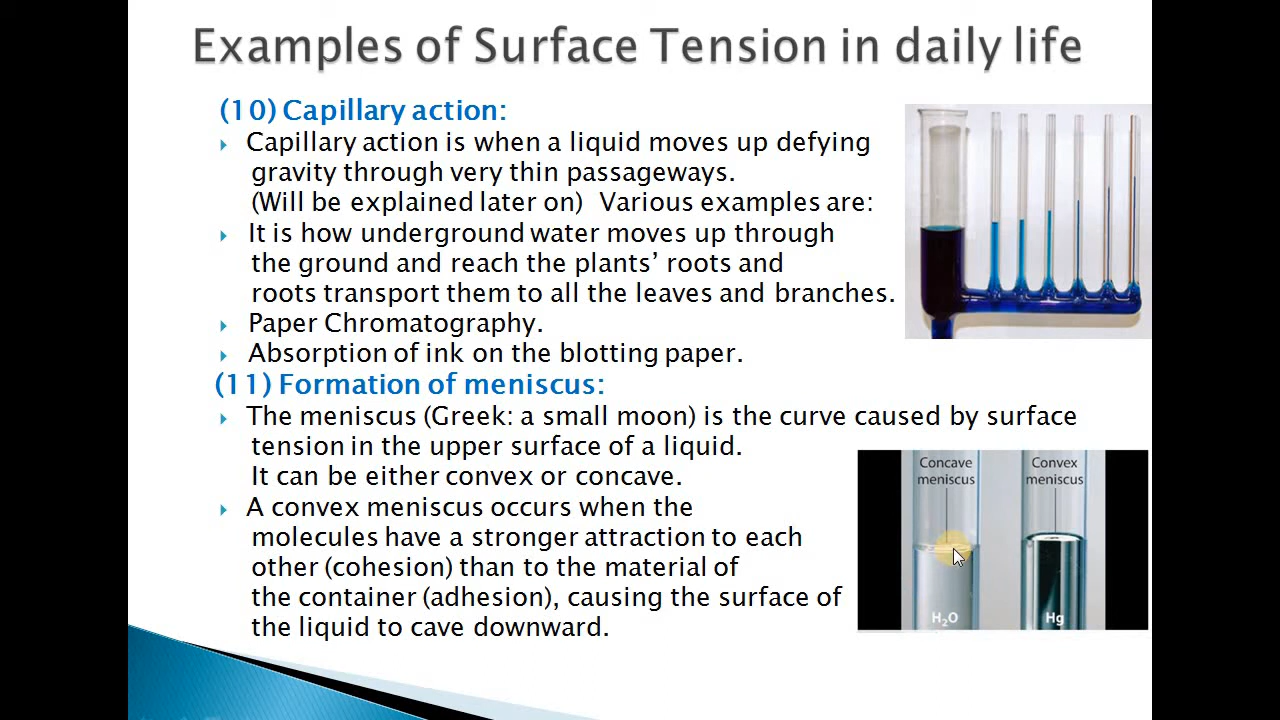 Examples of Surface Tension in daily life
(10) Capillary action:
Capillary action is when a liquid moves up defying
gravity through very thin passageways.
(Will be explained later on)  Various examples are:
It is how underground water moves up through
the ground and reach the plants’ roots and
roots transport them to all the leaves and branches.
Paper Chromatography.
Absorption of ink on the blotting paper.
(11) Formation of meniscus:
The meniscus (Greek: a small moon) is the curve caused by surface
tension in the upper surface of a liquid.
It can be either convex or concave.
A convex meniscus occurs when the
molecules have a stronger attraction to each
other (cohesion) than to the material of
the container (adhesion), causing the surface of
the liquid to cave downward.
Concave
meniscus
Convex
meniscus
H₂O
Hg